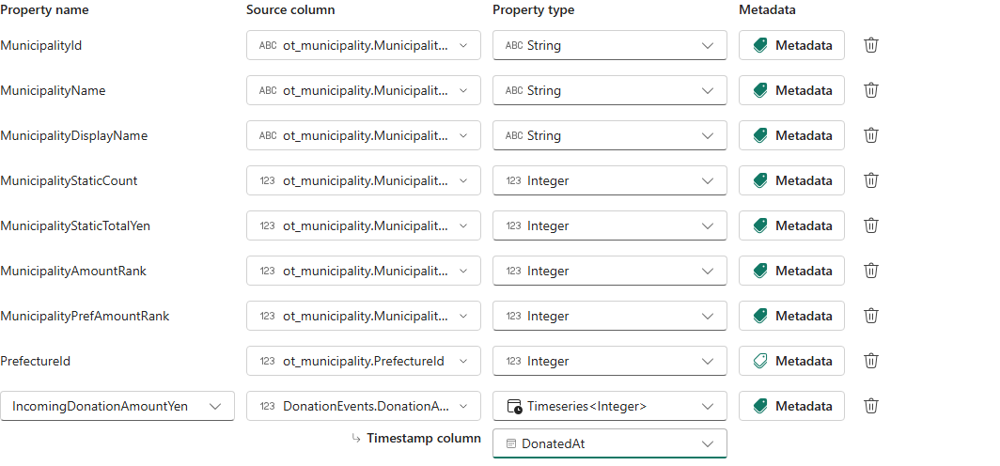 Property name Source column Property type Metadata
MunicipalityId ABC ot_municipality.Municipalit... ABC String Metadata
MunicipalityName ABC ot_municipality.Municipalit... ABC String Metadata
MunicipalityDisplayName ABC ot_municipality.Municipalit... ABC String Metadata
MunicipalityStaticCount 123 ot_municipality.Municipalit... 123 Integer Metadata
MunicipalityStaticTotalYen 123 ot_municipality.Municipalit... 123 Integer Metadata
MunicipalityAmountRank 123 ot_municipality.Municipalit... 123 Integer Metadata
MunicipalityPrefAmountRank 123 ot_municipality.Municipalit... 123 Integer Metadata
PrefectureId 123 ot_municipality.PrefectureId 123 Integer Metadata
IncomingDonationAmountYen 123 DonationEvents.DonationA... Timeseries<Integer> Metadata
Timestamp column DonatedAt